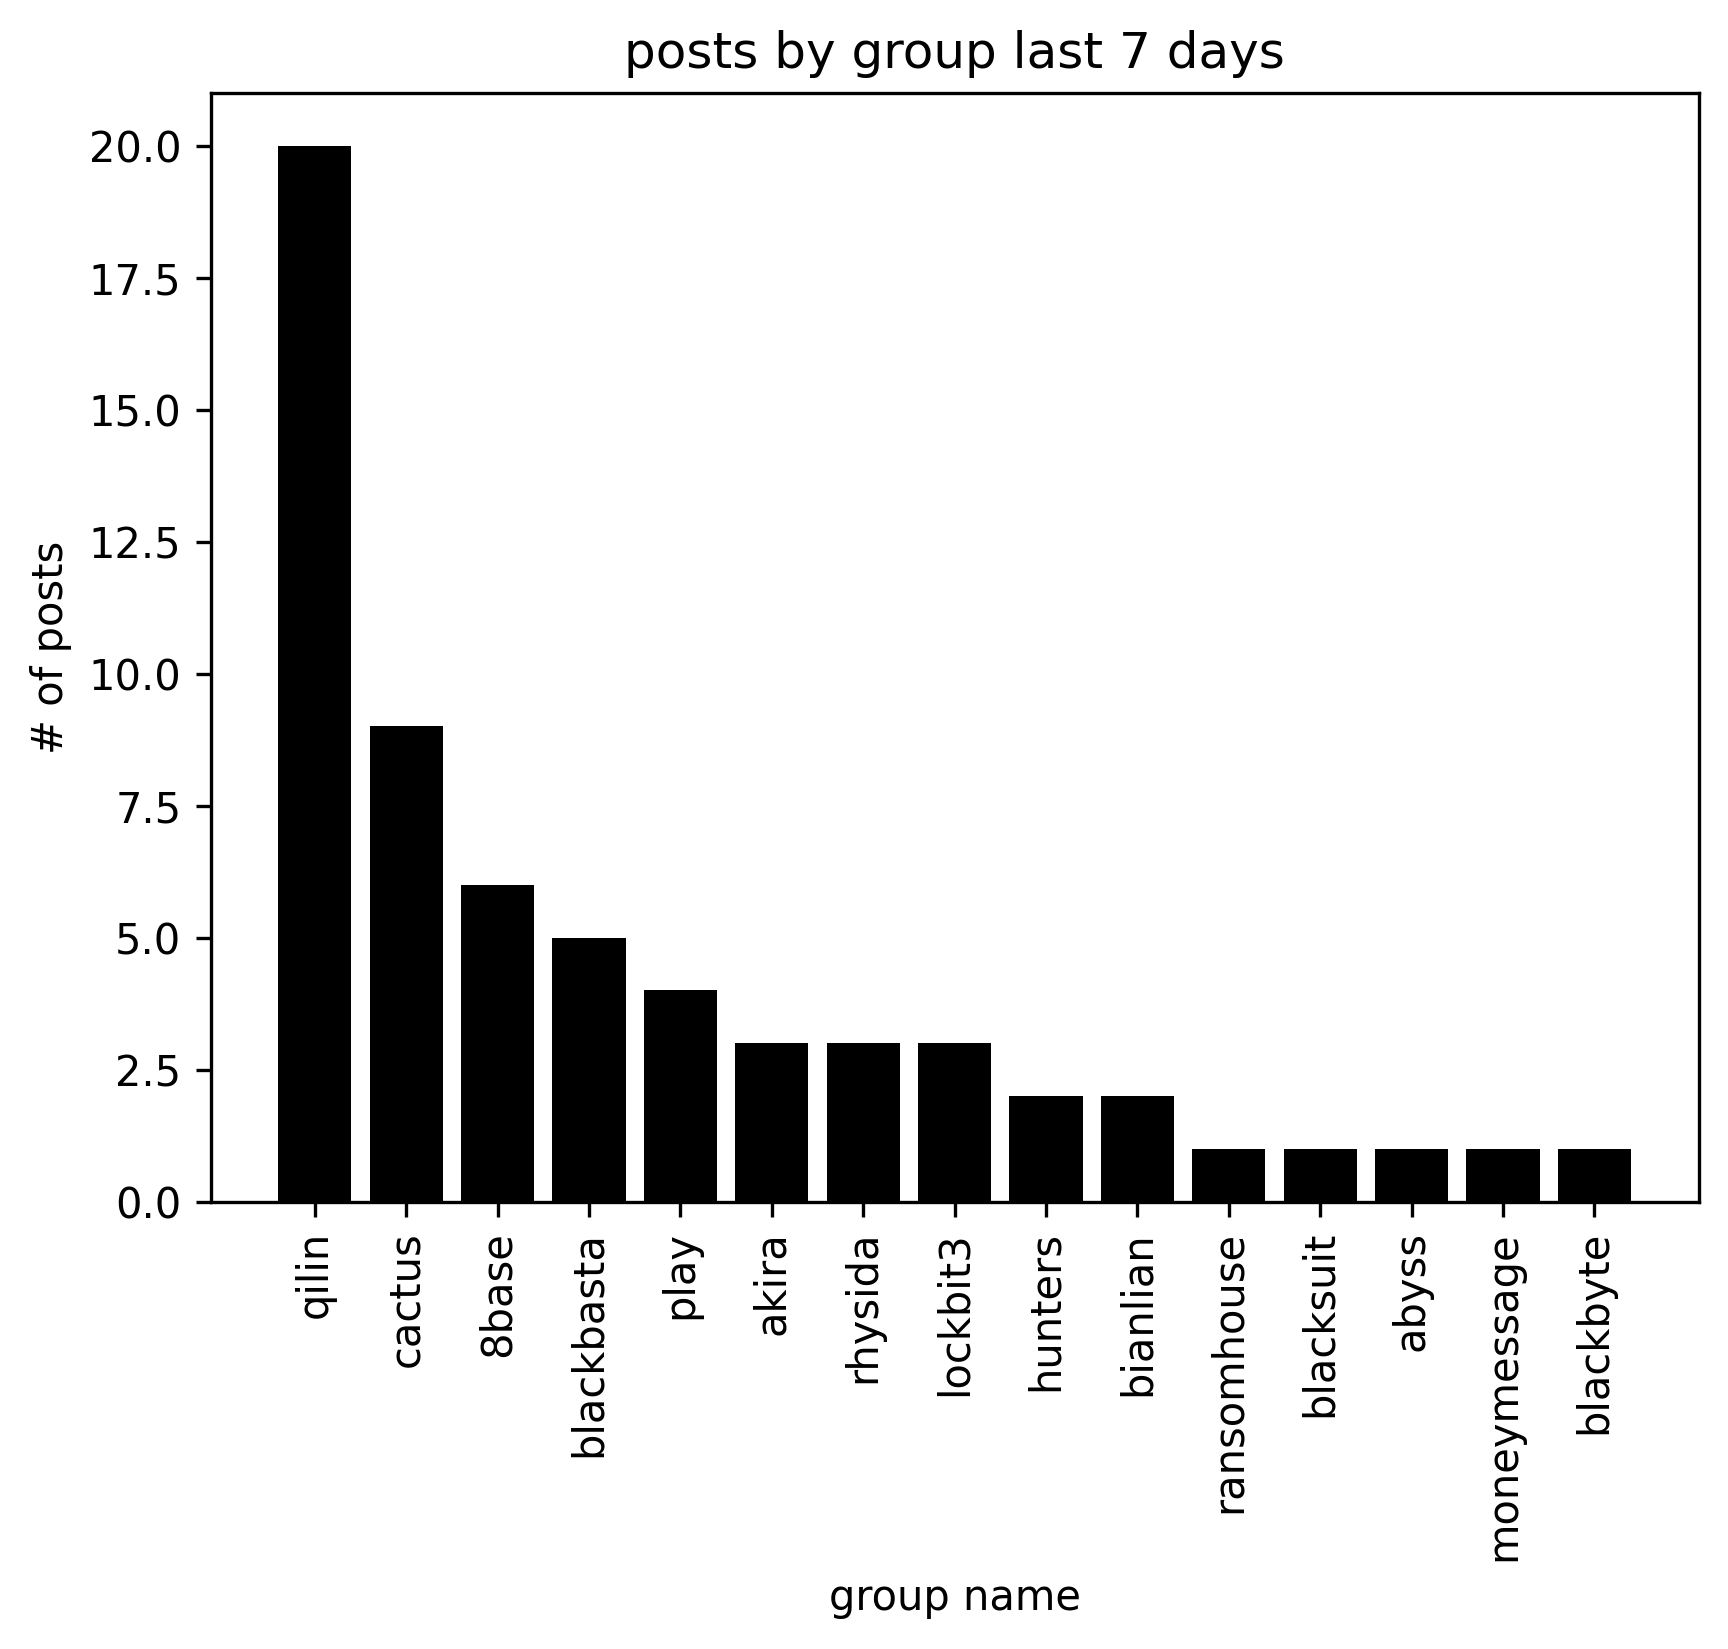 posts by group last 7 days
20.0
17.5
15.0
12.5
10.0
7.5
5.0
2.5
0.0
# of posts
qilin
cactus
8base
blackbasta
play
akira
rhysida
lockbit3
hunters
bianlian
ransomhouse
blacksuit
abyss
moneymessage
blackbyte
group name